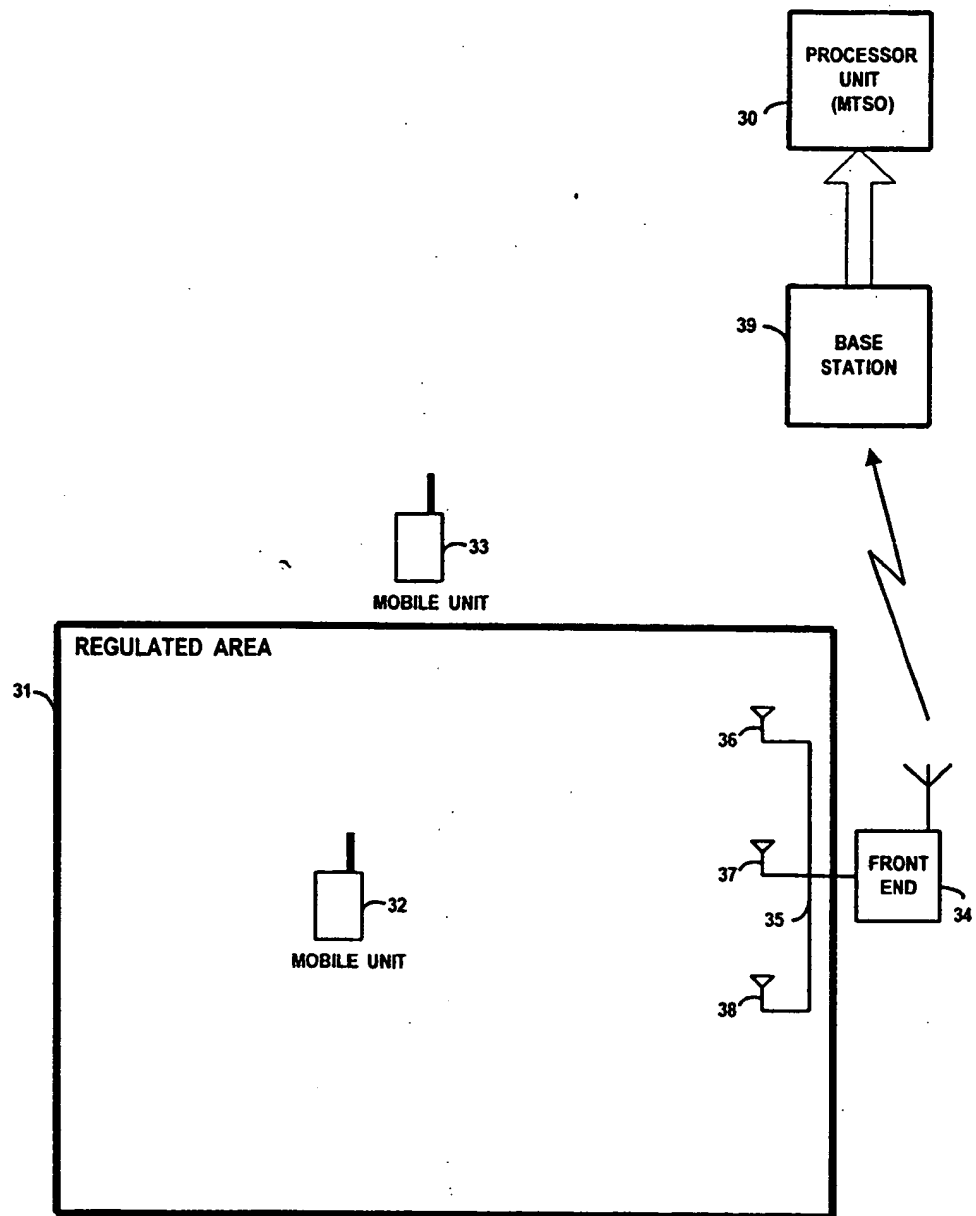 PROCESSOR
UNIT
(MTSO)
30
39
BASE
STATION
33
MOBILE UNIT
REGULATED AREA
31
36
37
FRONT
END
35
34
32
MOBILE UNIT
38